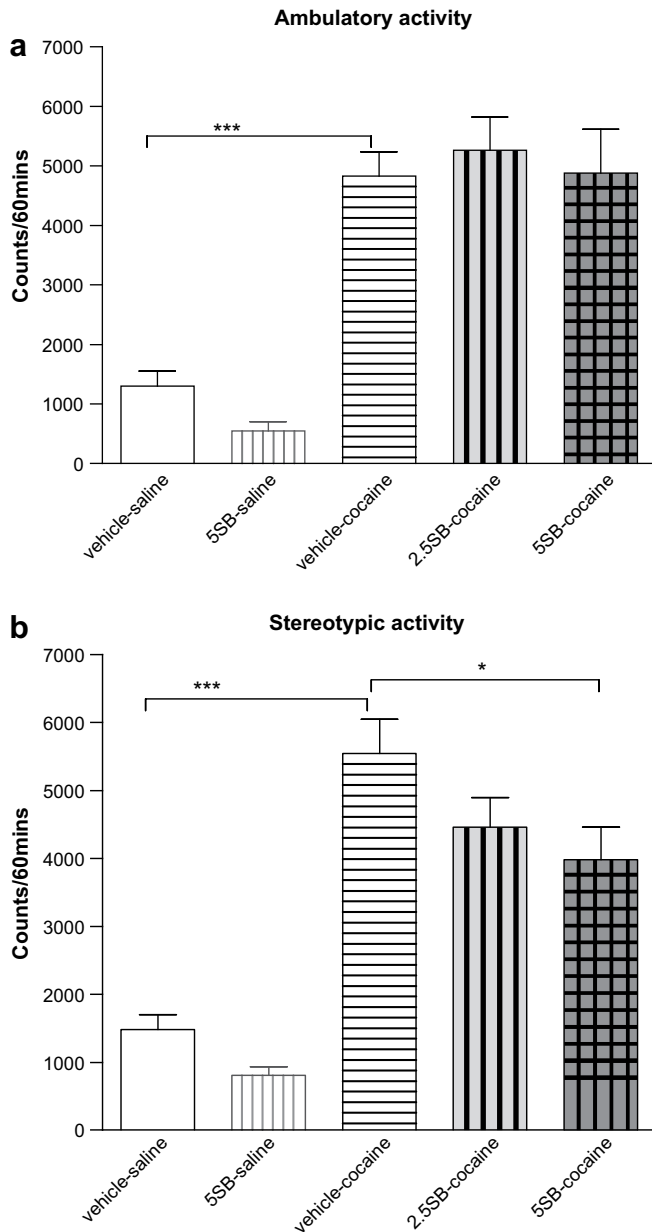 Ambulatory activity
a
7000
6000
5000
4000
3000
2000
1000
0
Counts/60mins
***
vehicle-saline
5SB-saline
vehicle-cocaine
2.5SB-cocaine
5SB-cocaine
b
Stereotypic activity
7000
6000
5000
4000
3000
2000
1000
0
Counts/60mins
***
*
vehicle-saline
5SB-saline
vehicle-cocaine
2.5SB-cocaine
5SB-cocaine